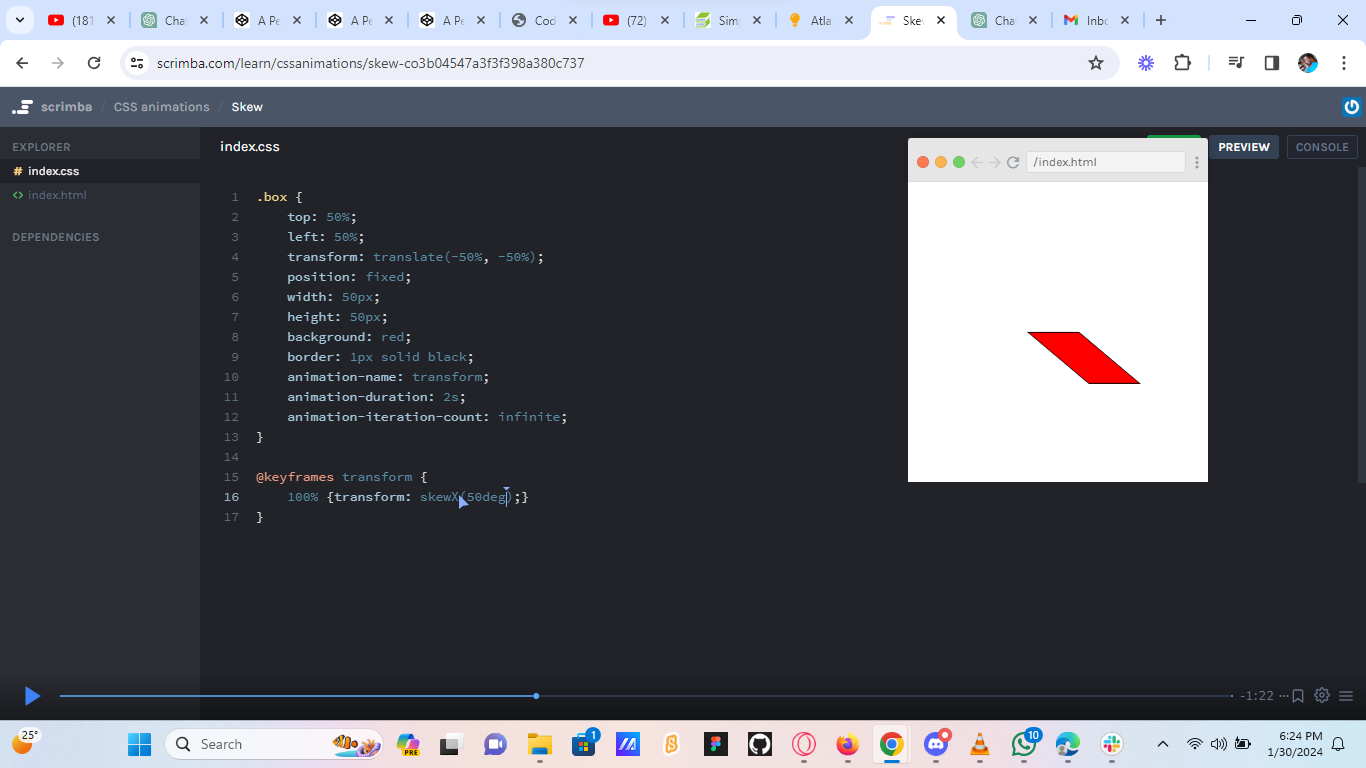 (181
Chat
A Pe
A Pe
A Pe
Cod
(72)
Simp
Atla
Ske
Cha
Inbo
scrimba.com/learn/cssanimations/skew-co3b04547a3f3f398a380c737
scrimba / CSS animations / Skew
EXPLORER
# index.css
<> index.html
DEPENDENCIES
index.css
1 .box {
2 top: 50%;
3 left: 50%;
4 transform: translate(-50%, -50%);
5 position: fixed;
6 width: 50px;
7 height: 50px;
8 background: red;
9 border: 1px solid black;
10 animation-name: transform;
11 animation-duration: 2s;
12 animation-iteration-count: infinite;
13 }
14
15 @keyframes transform {
16 100% {transform: skewX(50deg);}
17 }
/index.html
PREVIEW
CONSOLE
-1:22
25°
Search
PRE
1
10
6:24 PM
1/30/2024